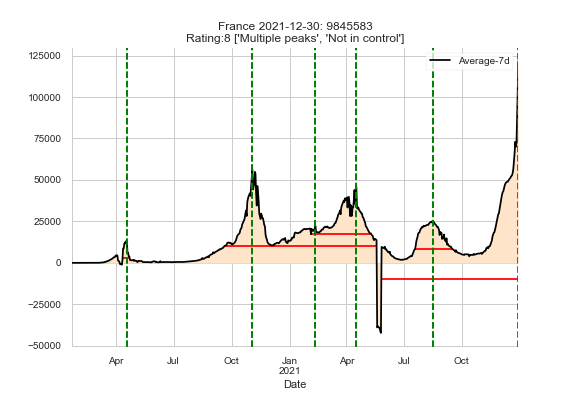 France 2021-12-30: 9845583
Rating:8 ['Multiple peaks', 'Not in control']
Average-7d
125000
100000
75000
50000
25000
0
−25000
−50000
Apr
Jul
Oct
Jan
2021
Apr
Jul
Oct
Date